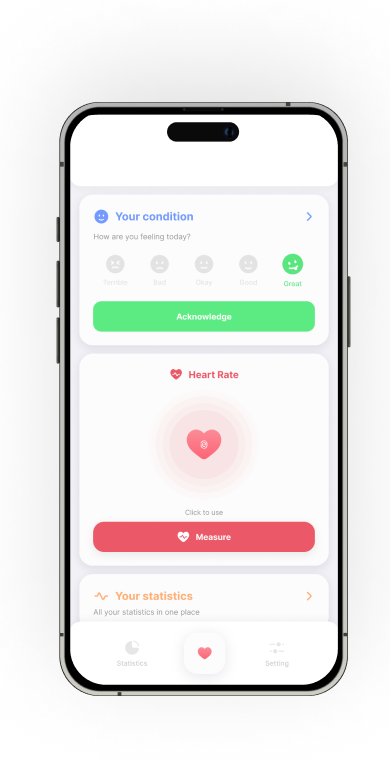 Your condition
How are you feeling today?
Terrible Bad Okay Good Great
Acknowledge
Heart Rate
Click to use
Measure
Your statistics
All your statistics in one place
Statistics Setting